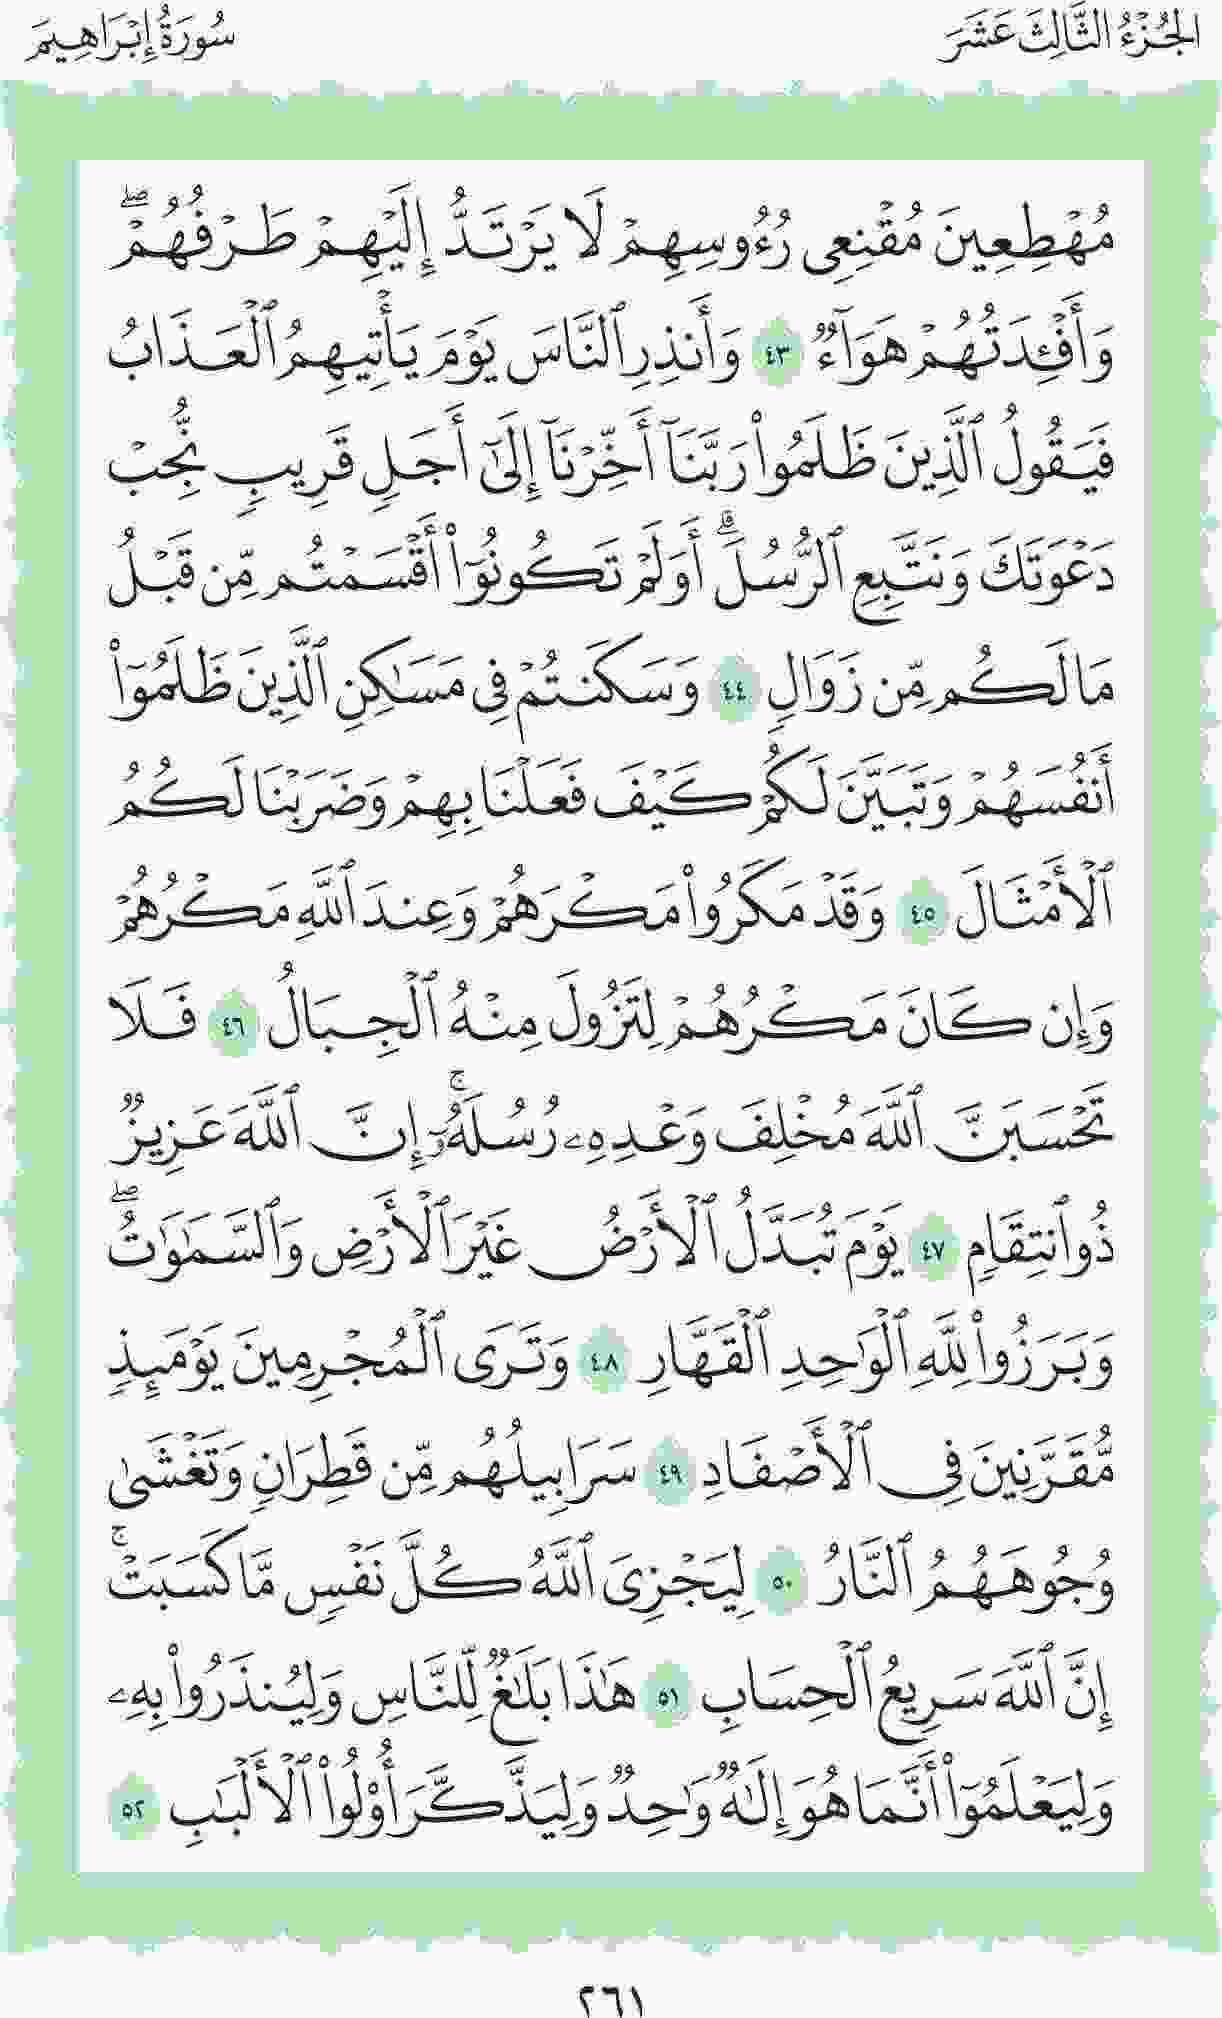 الجُزْءُ الثَّالِثَ عَشَرَ
سُورَةُ إِبْرَاهِيمَ
مُهْطِعِينَ مُقْنِعِى رُءُوسِهِمْ لَا يَرْتَدُّ إِلَيْهِمْ طَرْفُهُمْۖ
وَأَفْـِٔدَتُهُمْ هَوَآءٌ ٤٣ وَأَنذِرِ ٱلنَّاسَ يَوْمَ يَأْتِيهِمُ ٱلْعَذَابُ
فَيَقُولُ ٱلَّذِينَ ظَلَمُوا۟ رَبَّنَآ أَخِّرْنَآ إِلَىٰٓ أَجَلٍ قَرِيبٍ نُّجِبْ
دَعْوَتَكَ وَنَتَّبِعِ ٱلرُّسُلَۗ أَوَلَمْ تَكُونُوٓا۟ أَقْسَمْتُم مِّن قَبْلُ
مَا لَكُم مِّن زَوَالٍ ٤٤ وَسَكَنتُمْ فِى مَسَـٰكِنِ ٱلَّذِينَ ظَلَمُوٓا۟
أَنفُسَهُمْ وَتَبَيَّنَ لَكُمْ كَيْفَ فَعَلْنَا بِهِمْ وَضَرَبْنَا لَكُمُ
ٱلْأَمْثَالَ ٤٥ وَقَدْ مَكَرُوا۟ مَكْرَهُمْ وَعِندَ ٱللَّهِ مَكْرُهُمْ
وَإِن كَانَ مَكْرُهُمْ لِتَزُولَ مِنْهُ ٱلْجِبَالُ ٤٦ فَلَا
تَحْسَبَنَّ ٱللَّهَ مُخْلِفَ وَعْدِهِۦ رُسُلَهُۥٓۚ إِنَّ ٱللَّهَ عَزِيزٌ
ذُو ٱنتِقَامٍ ٤٧ يَوْمَ تُبَدَّلُ ٱلْأَرْضُ غَيْرَ ٱلْأَرْضِ وَٱلسَّمَـٰوَٰتُۖ
وَبَرَزُوا۟ لِلَّهِ ٱلْوَٰحِدِ ٱلْقَهَّارِ ٤٨ وَتَرَى ٱلْمُجْرِمِينَ يَوْمَئِذٍ
مُّقَرَّنِينَ فِى ٱلْأَصْفَادِ ٤٩ سَرَابِيلُهُم مِّن قَطِرَانٍ وَتَغْشَىٰ
وُجُوهَهُمُ ٱلنَّارُ ٥٠ لِيَجْزِىَ ٱللَّهُ كُلَّ نَفْسٍ مَّا كَسَبَتْۚ
إِنَّ ٱللَّهَ سَرِيعُ ٱلْحِسَابِ ٥١ هَـٰذَا بَلَـٰغٌ لِّلنَّاسِ وَلِيُنذَرُوا۟ بِهِۦ
وَلِيَعْلَمُوٓا۟ أَنَّمَا هُوَ إِلَـٰهٌ وَٰحِدٌ وَلِيَذَّكَّرَ أُو۟لُوا۟ ٱلْأَلْبَـٰبِ ٥٢
٢٦١